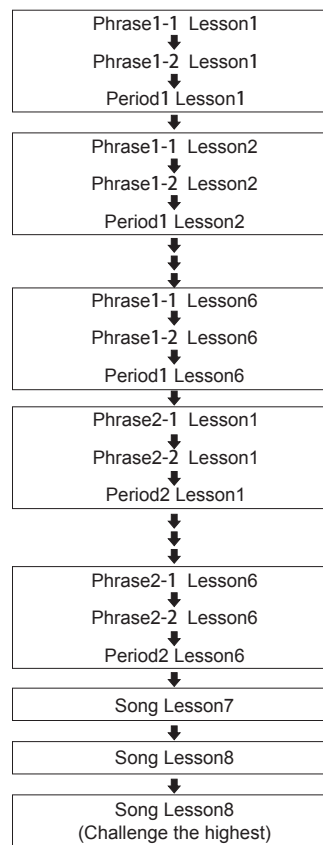 Phrase1-1 Lesson1
Phrase1-2 Lesson1
Period1 Lesson1
Phrase1-1 Lesson2
Phrase1-2 Lesson2
Period1 Lesson2
Phrase1-1 Lesson6
Phrase1-2 Lesson6
Period1 Lesson6
Phrase2-1 Lesson1
Phrase2-2 Lesson1
Period2 Lesson1
Phrase2-1 Lesson6
Phrase2-2 Lesson6
Period2 Lesson6
Song Lesson7
Song Lesson8
Song Lesson8
(Challenge the highest)